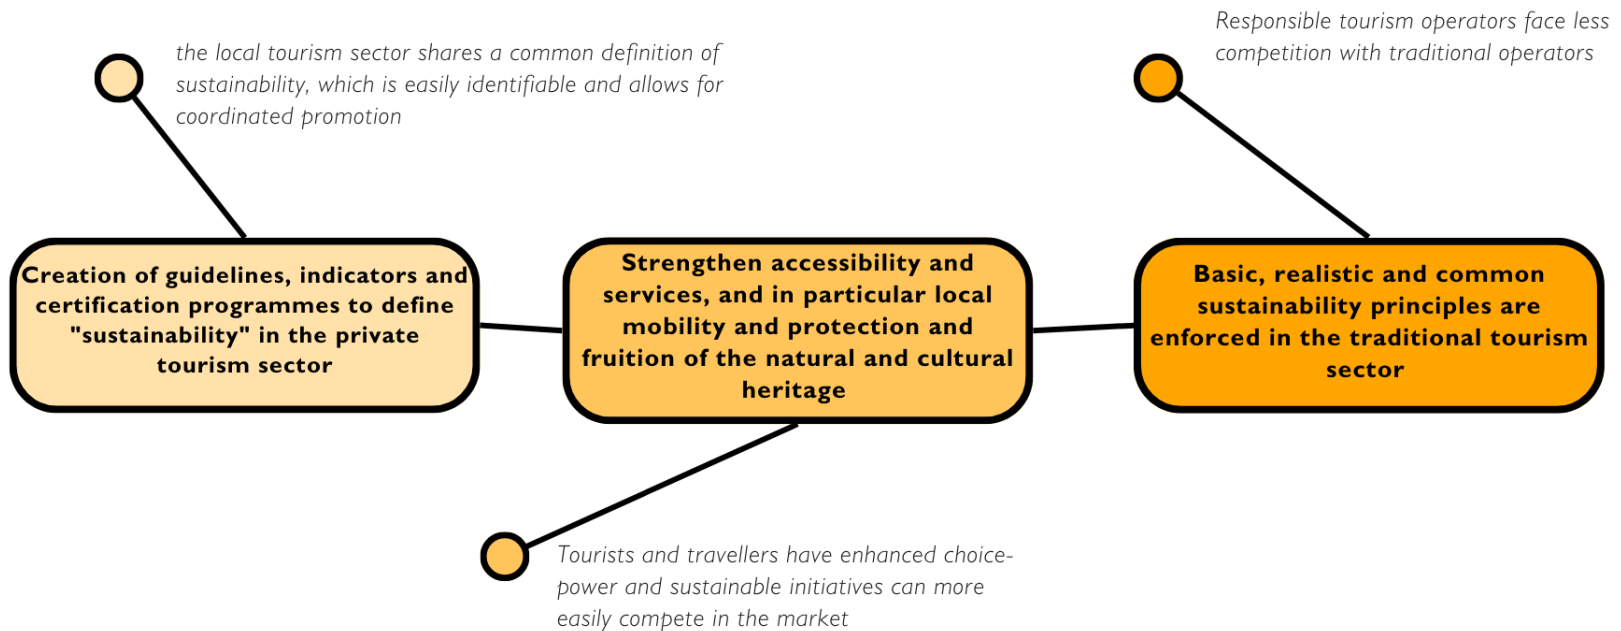 the local tourism sector shares a common definition of
sustainability, which is easily identifiable and allows for
coordinated promotion
Responsible tourism operators face less
competition with traditional operators
Creation of guidelines, indicators and
certification programmes to define
"sustainability" in the private
tourism sector
Strengthen accessibility and
services, and in particular local
mobility and protection and
fruition of the natural and cultural
heritage
Basic, realistic and common
sustainability principles are
enforced in the traditional tourism
sector
Tourists and travellers have enhanced choice-
power and sustainable initiatives can more
easily compete in the market